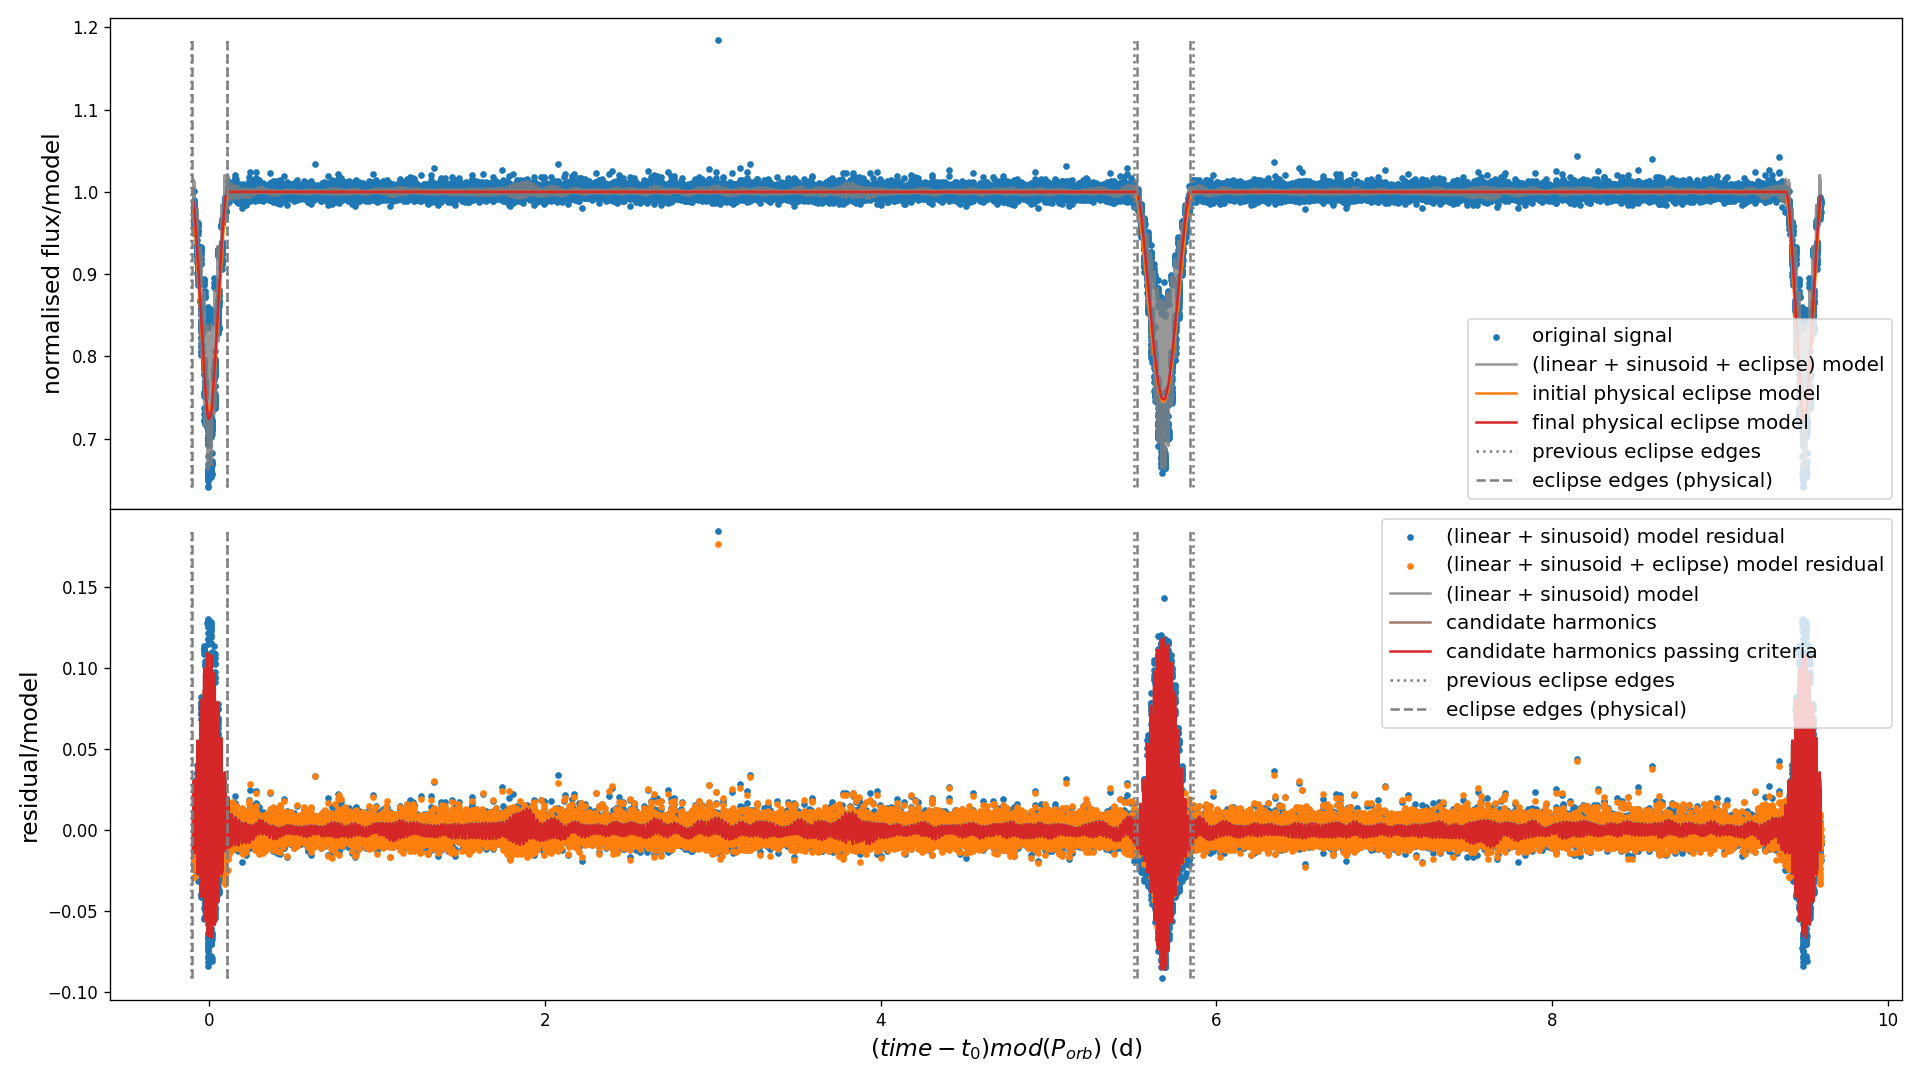 1.2
1.1
1.0
0.9
0.8
0.7
normalised flux/model
original signal
(linear + sinusoid + eclipse) model
initial physical eclipse model
final physical eclipse model
previous eclipse edges
eclipse edges (physical)
0.15
0.10
0.05
0.00
−0.05
−0.10
residual/model
(linear + sinusoid) model residual
(linear + sinusoid + eclipse) model residual
(linear + sinusoid) model
candidate harmonics
candidate harmonics passing criteria
previous eclipse edges
eclipse edges (physical)
0 2 4 6 8 10
(time − t₀)mod(P_orb) (d)